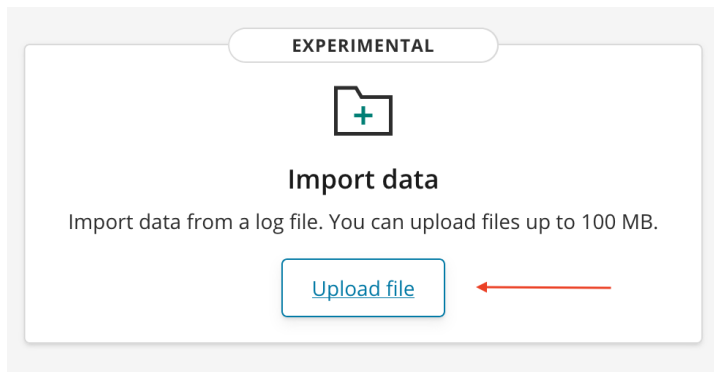 EXPERIMENTAL
Import data
Import data from a log file. You can upload files up to 100 MB.
Upload file